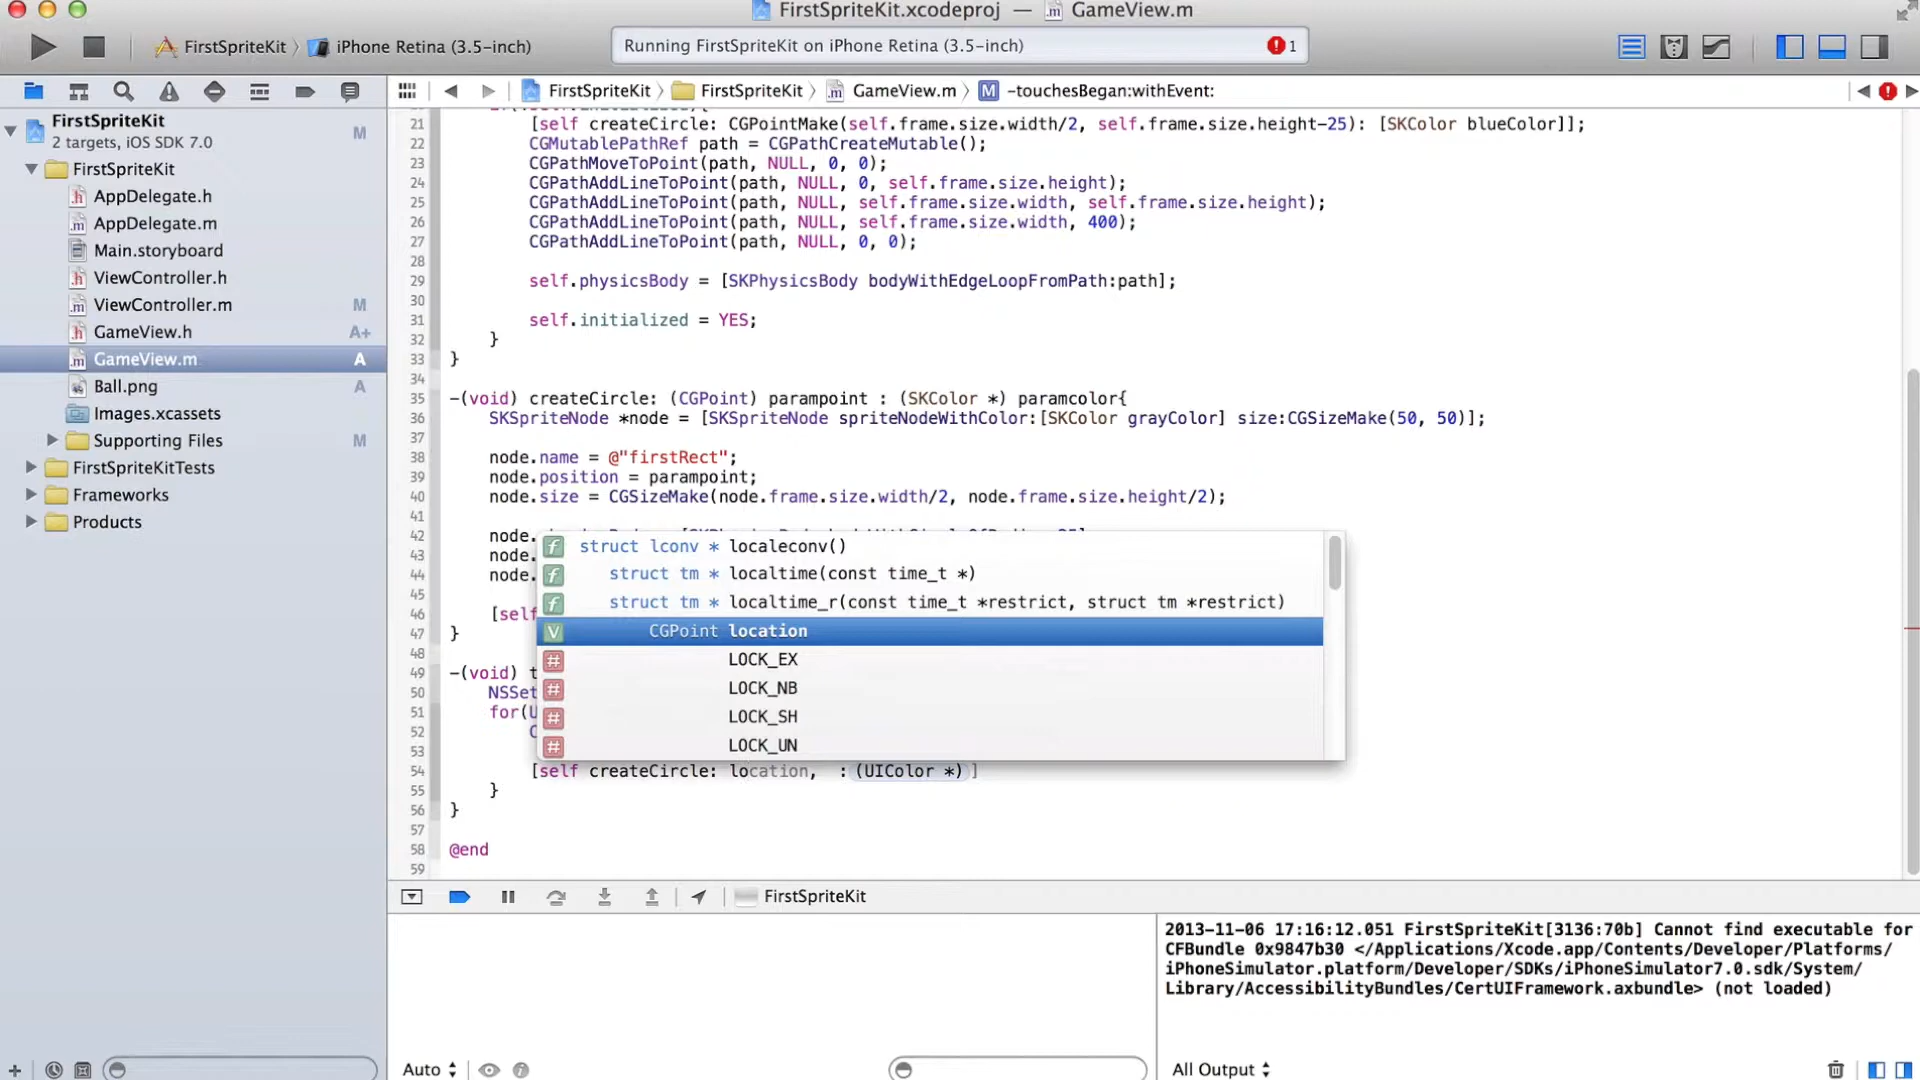 FirstSpriteKit.xcodeproj — GameView.m
FirstSpriteKit 〉 iPhone Retina (3.5-inch)
Running FirstSpriteKit on iPhone Retina (3.5-inch)
1
FirstSpriteKit 〉 FirstSpriteKit 〉 GameView.m 〉 M -touchesBegan:withEvent:
FirstSpriteKit
2 targets, iOS SDK 7.0
M
FirstSpriteKit
AppDelegate.h
AppDelegate.m
Main.storyboard
ViewController.h
ViewController.m M
GameView.h A+
GameView.m A
Ball.png A
Images.xcassets
Supporting Files M
FirstSpriteKitTests
Frameworks
Products
21 [self createCircle: CGPointMake(self.frame.size.width/2, self.frame.size.height-25): [SKColor blueColor]];
22 CGMutablePathRef path = CGPathCreateMutable();
23 CGPathMoveToPoint(path, NULL, 0, 0);
24 CGPathAddLineToPoint(path, NULL, 0, self.frame.size.height);
25 CGPathAddLineToPoint(path, NULL, self.frame.size.width, self.frame.size.height);
26 CGPathAddLineToPoint(path, NULL, self.frame.size.width, 400);
27 CGPathAddLineToPoint(path, NULL, 0, 0);
28
29 self.physicsBody = [SKPhysicsBody bodyWithEdgeLoopFromPath:path];
30
31 self.initialized = YES;
32 }
33 }
34
35 -(void) createCircle: (CGPoint) parampoint : (SKColor *) paramcolor{
36 SKSpriteNode *node = [SKSpriteNode spriteNodeWithColor:[SKColor grayColor] size:CGSizeMake(50, 50)];
37
38 node.name = @"firstRect";
39 node.position = parampoint;
40 node.size = CGSizeMake(node.frame.size.width/2, node.frame.size.height/2);
41
42 node.
43 node.
44 node.
45
46 [self
47 }
48
49 -(void) t
50 NSSet
51 for(U
52 C
53
54 [self createCircle: location, :(UIColor *)]
55 }
56 }
57
58 @end
59
f struct lconv * localeconv()
f struct tm * localtime(const time_t *)
f struct tm * localtime_r(const time_t *restrict, struct tm *restrict)
V CGPoint location
# LOCK_EX
# LOCK_NB
# LOCK_SH
# LOCK_UN
FirstSpriteKit
2013-11-06 17:16:12.051 FirstSpriteKit[3136:70b] Cannot find executable for
CFBundle 0x9847b30 </Applications/Xcode.app/Contents/Developer/Platforms/
iPhoneSimulator.platform/Developer/SDKs/iPhoneSimulator7.0.sdk/System/
Library/AccessibilityBundles/CertUIFramework.axbundle> (not loaded)
Auto
All Output